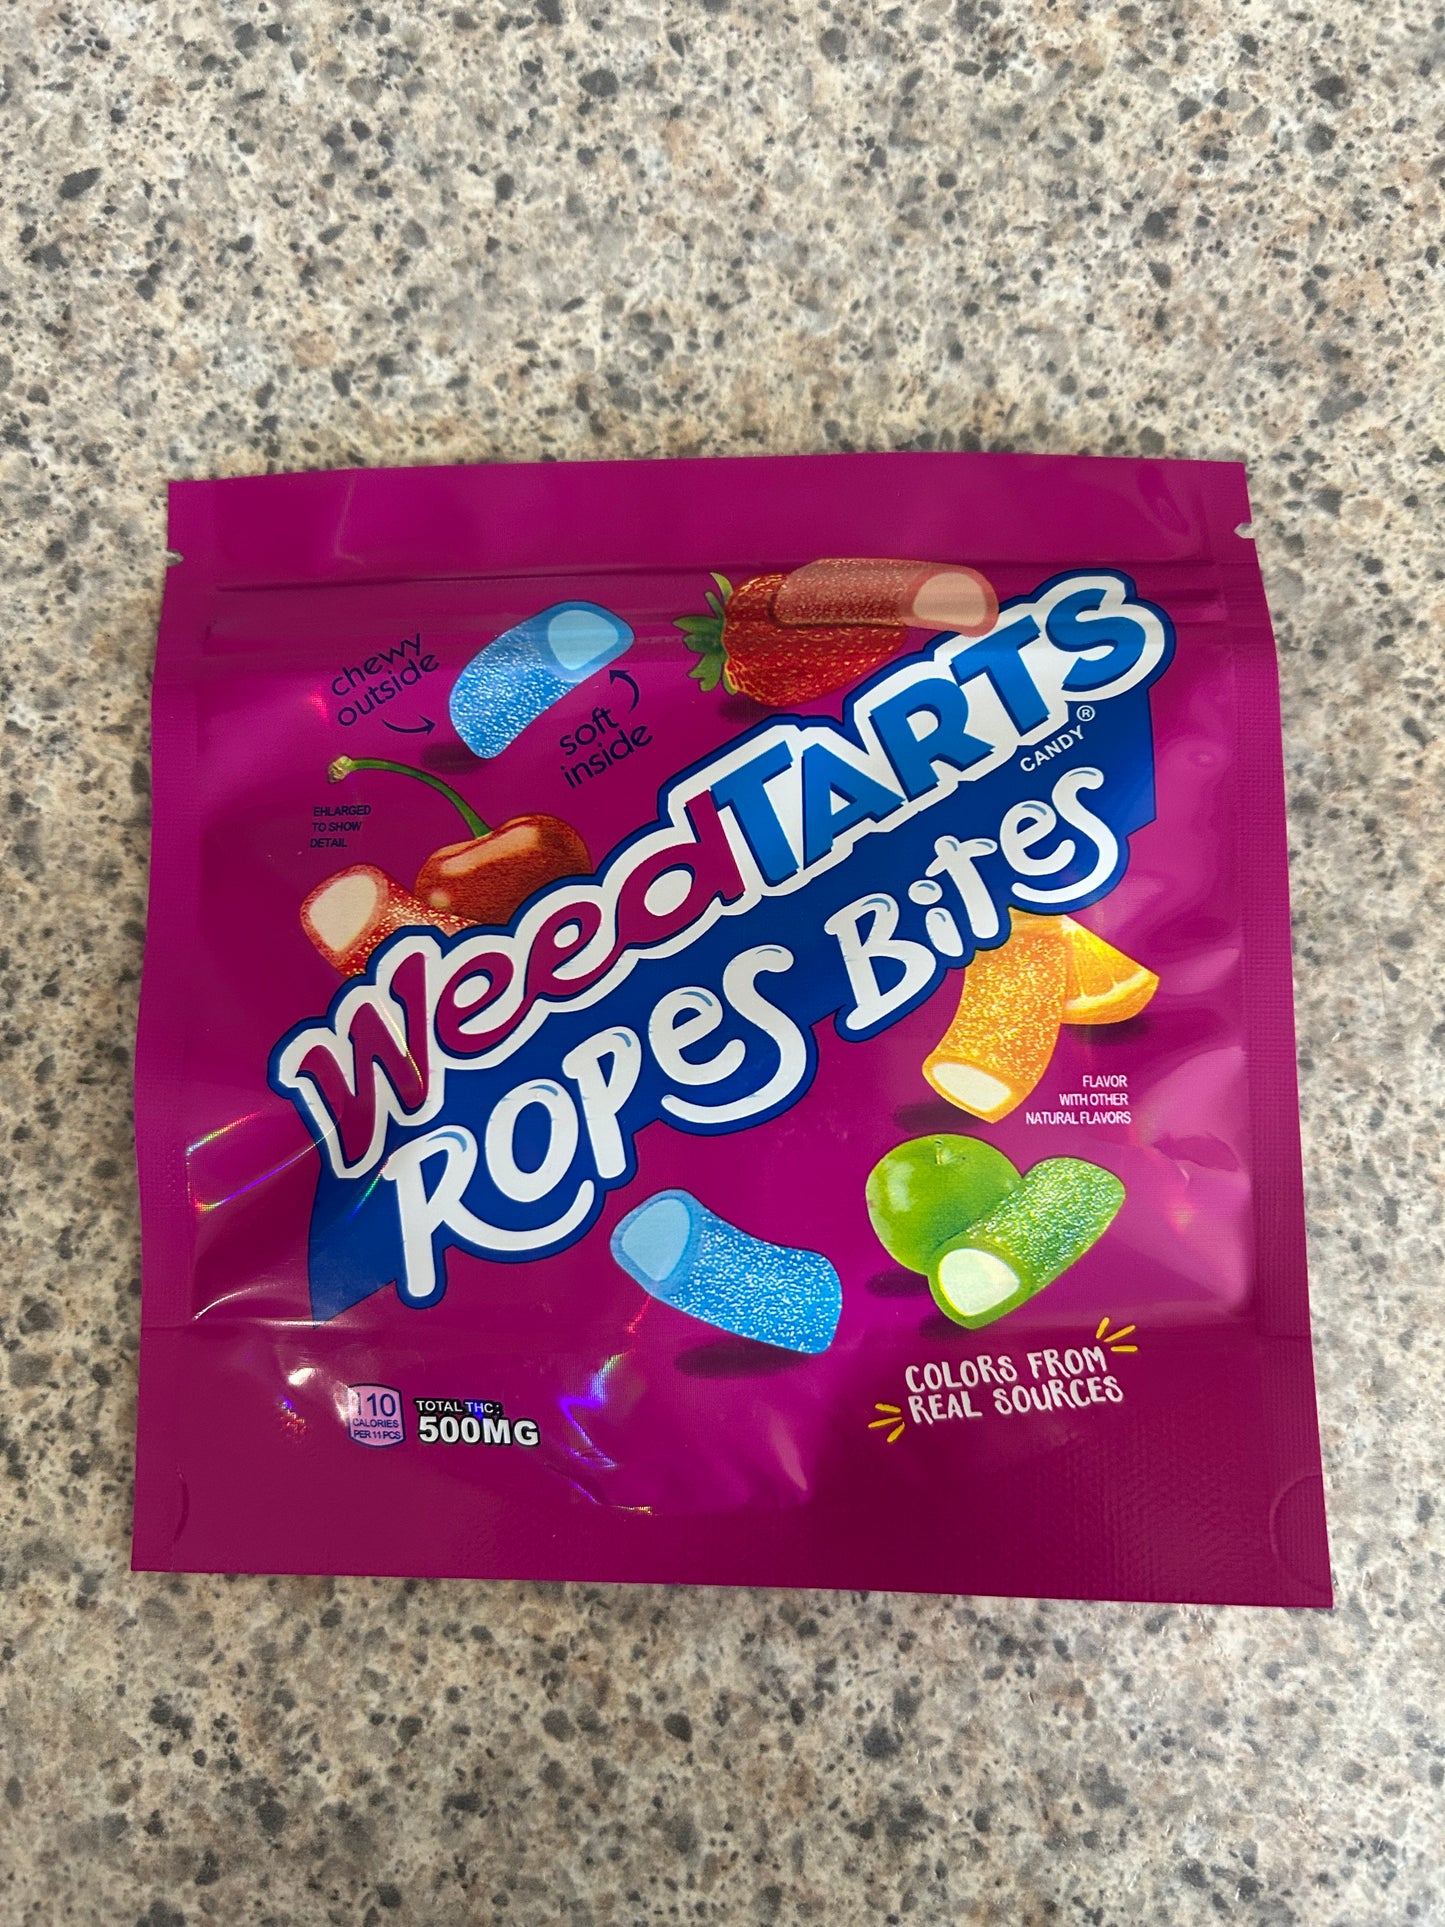 chewy
outside
soft
inside
EHLARGED
TO SHOW
DETAIL
WeedTARTS
CANDY®
ROPES BiTES
FLAVOR
WITH OTHER
NATURAL FLAVORS
COLORS FROM
REAL SOURCES
110
CALORIES
PER 11 PCS
TOTAL THC:
500MG